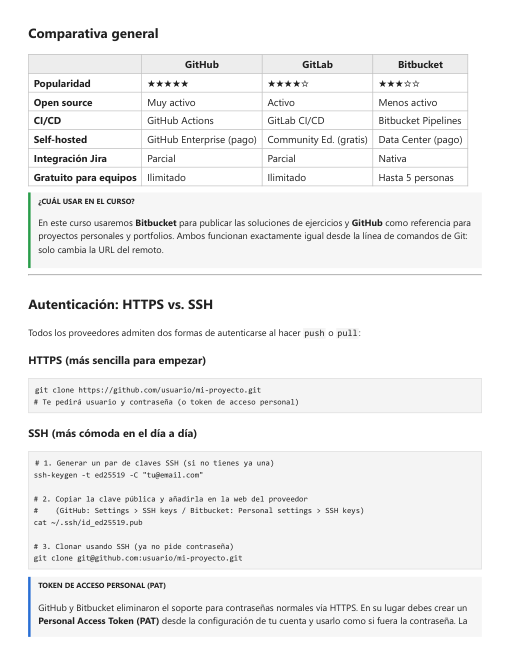 Comparativa general
GitHub GitLab Bitbucket
Popularidad ★★★★★ ★★★★☆ ★★★☆☆
Open source Muy activo Activo Menos activo
CI/CD GitHub Actions GitLab CI/CD Bitbucket Pipelines
Self-hosted GitHub Enterprise (pago) Community Ed. (gratis) Data Center (pago)
Integración Jira Parcial Parcial Nativa
Gratuito para equipos Ilimitado Ilimitado Hasta 5 personas
¿CUÁL USAR EN EL CURSO?
En este curso usaremos Bitbucket para publicar las soluciones de ejercicios y GitHub como referencia para
proyectos personales y portfolios. Ambos funcionan exactamente igual desde la línea de comandos de Git:
solo cambia la URL del remoto.
Autenticación: HTTPS vs. SSH
Todos los proveedores admiten dos formas de autenticarse al hacer push o pull:
HTTPS (más sencilla para empezar)
git clone https://github.com/usuario/mi-proyecto.git
# Te pedirá usuario y contraseña (o token de acceso personal)
SSH (más cómoda en el día a día)
# 1. Generar un par de claves SSH (si no tienes ya una)
ssh-keygen -t ed25519 -C "tu@email.com"
# 2. Copiar la clave pública y añadirla en la web del proveedor
# (GitHub: Settings > SSH keys / Bitbucket: Personal settings > SSH keys)
cat ~/.ssh/id_ed25519.pub
# 3. Clonar usando SSH (ya no pide contraseña)
git clone git@github.com:usuario/mi-proyecto.git
TOKEN DE ACCESO PERSONAL (PAT)
GitHub y Bitbucket eliminaron el soporte para contraseñas normales vía HTTPS. En su lugar debes crear un
Personal Access Token (PAT) desde la configuración de tu cuenta y usarlo como si fuera la contraseña. La